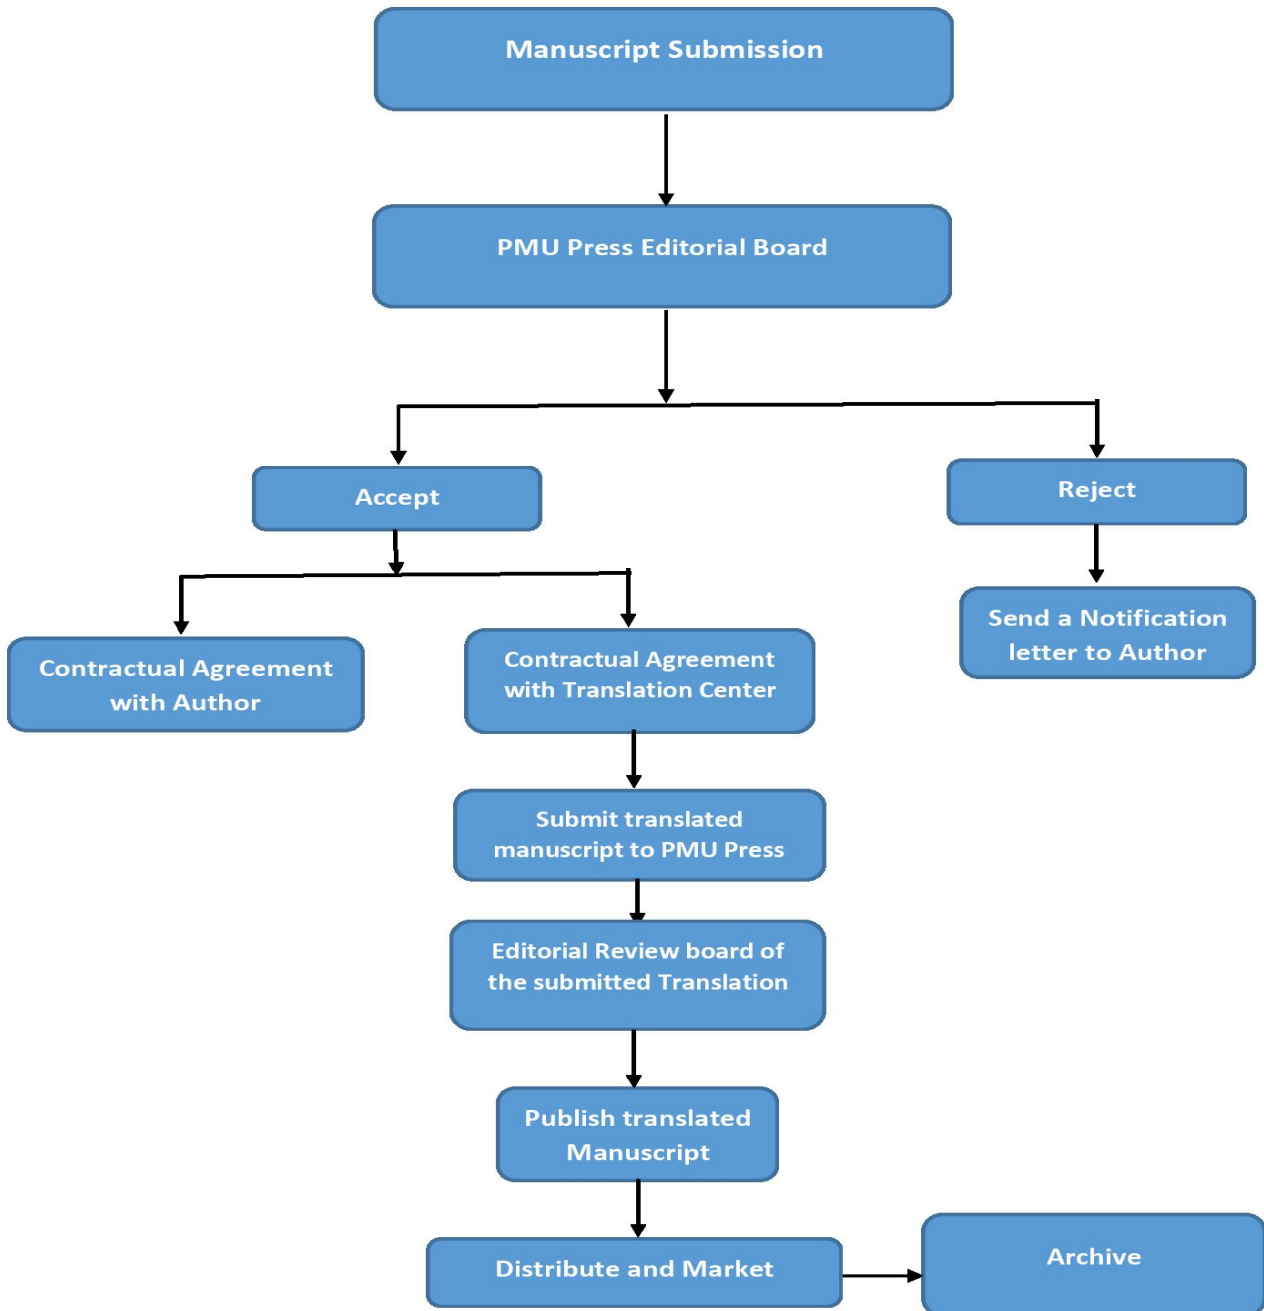 Manuscript Submission
PMU Press Editorial Board
Accept
Reject
Contractual Agreement
with Author
Contractual Agreement
with Translation Center
Send a Notification
letter to Author
Submit translated
manuscript to PMU Press
Editorial Review board of
the submitted Translation
Publish translated
Manuscript
Distribute and Market
Archive